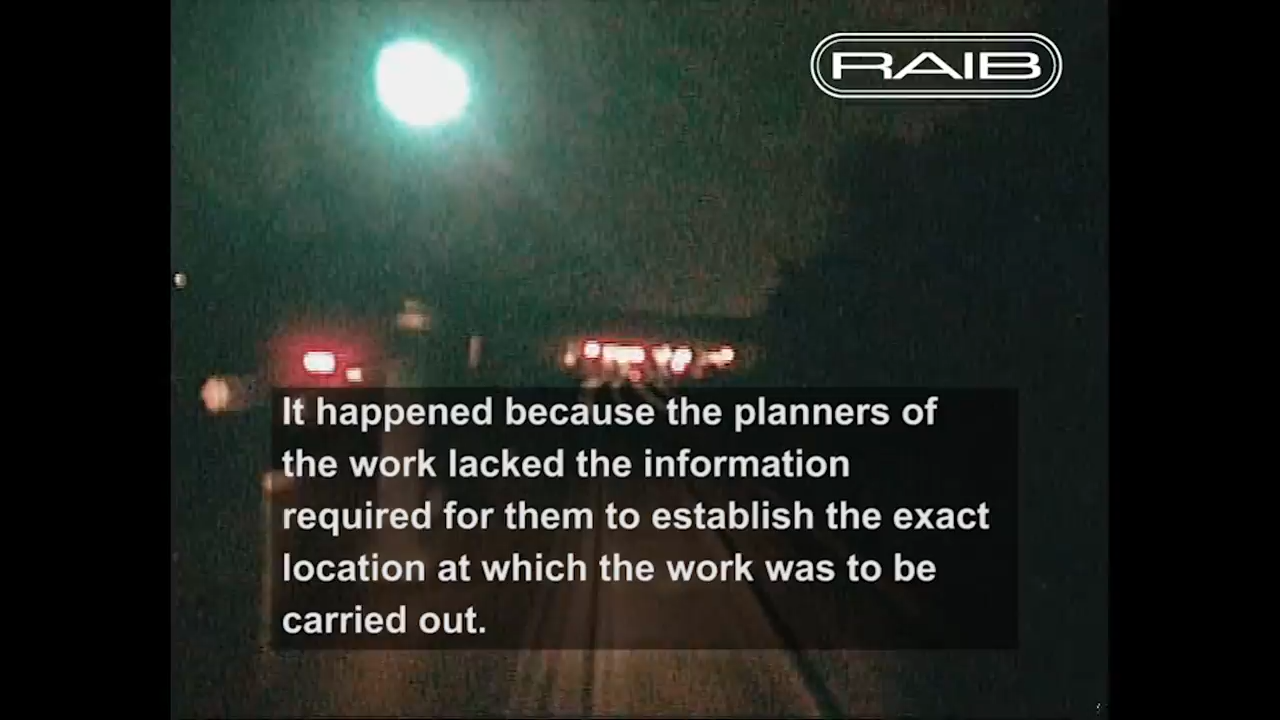 RAIB
It happened because the planners of
the work lacked the information
required for them to establish the exact
location at which the work was to be
carried out.